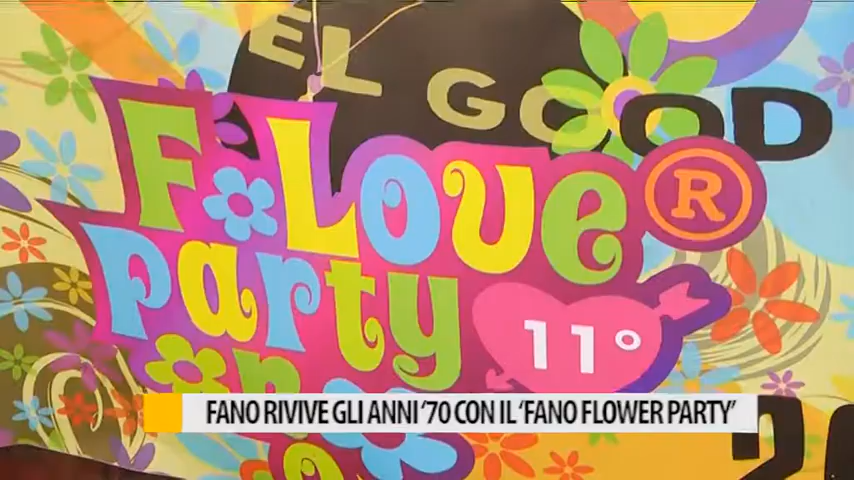 EL GOOD
F LOVE ®
party
11°
FANO RIVIVE GLI ANNI '70 CON IL 'FANO FLOWER PARTY'